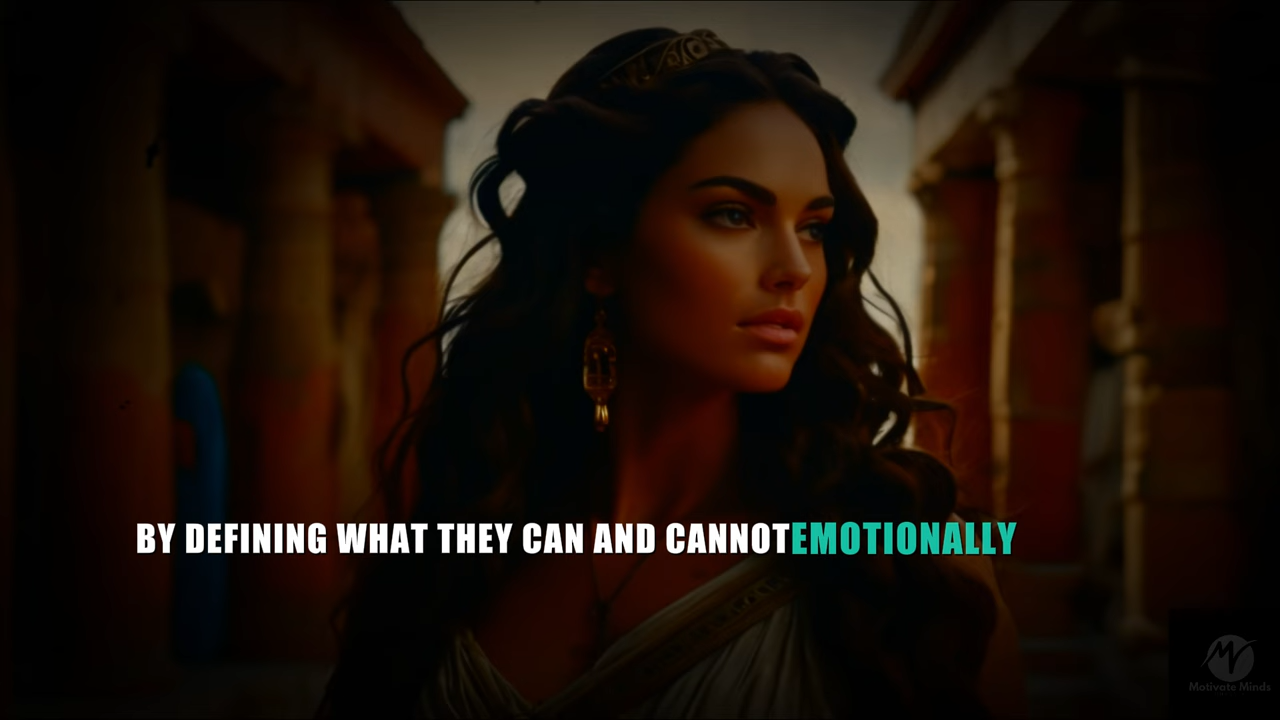 BY DEFINING WHAT THEY CAN AND CANNOTEMOTIONALLY
Motivate Minds